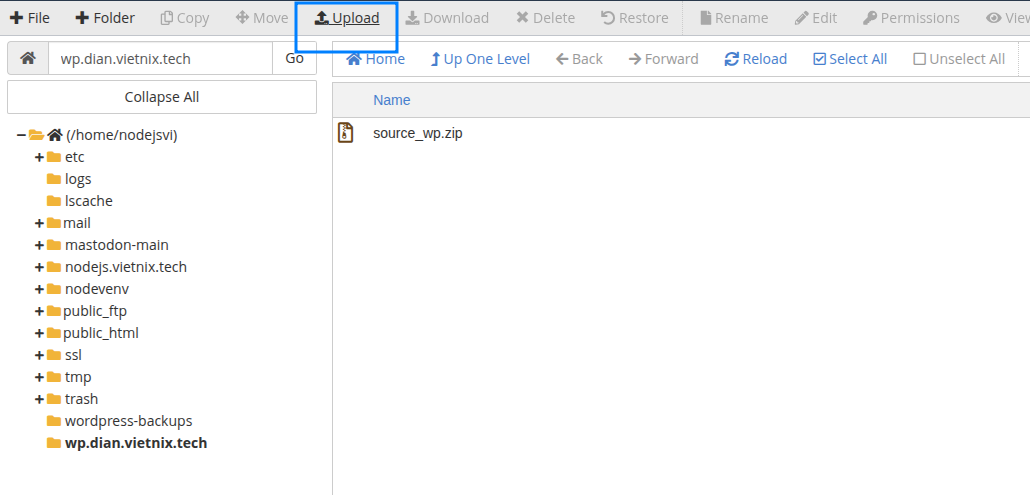 File Folder Copy Move Upload Download Delete Restore Rename Edit Permissions View
wp.dian.vietnix.tech Go Home Up One Level Back Forward Reload Select All Unselect All
Collapse All
Name
source_wp.zip
(/home/nodejsvi)
etc
logs
lscache
mail
mastodon-main
nodejs.vietnix.tech
nodevenv
public_ftp
public_html
ssl
tmp
trash
wordpress-backups
wp.dian.vietnix.tech